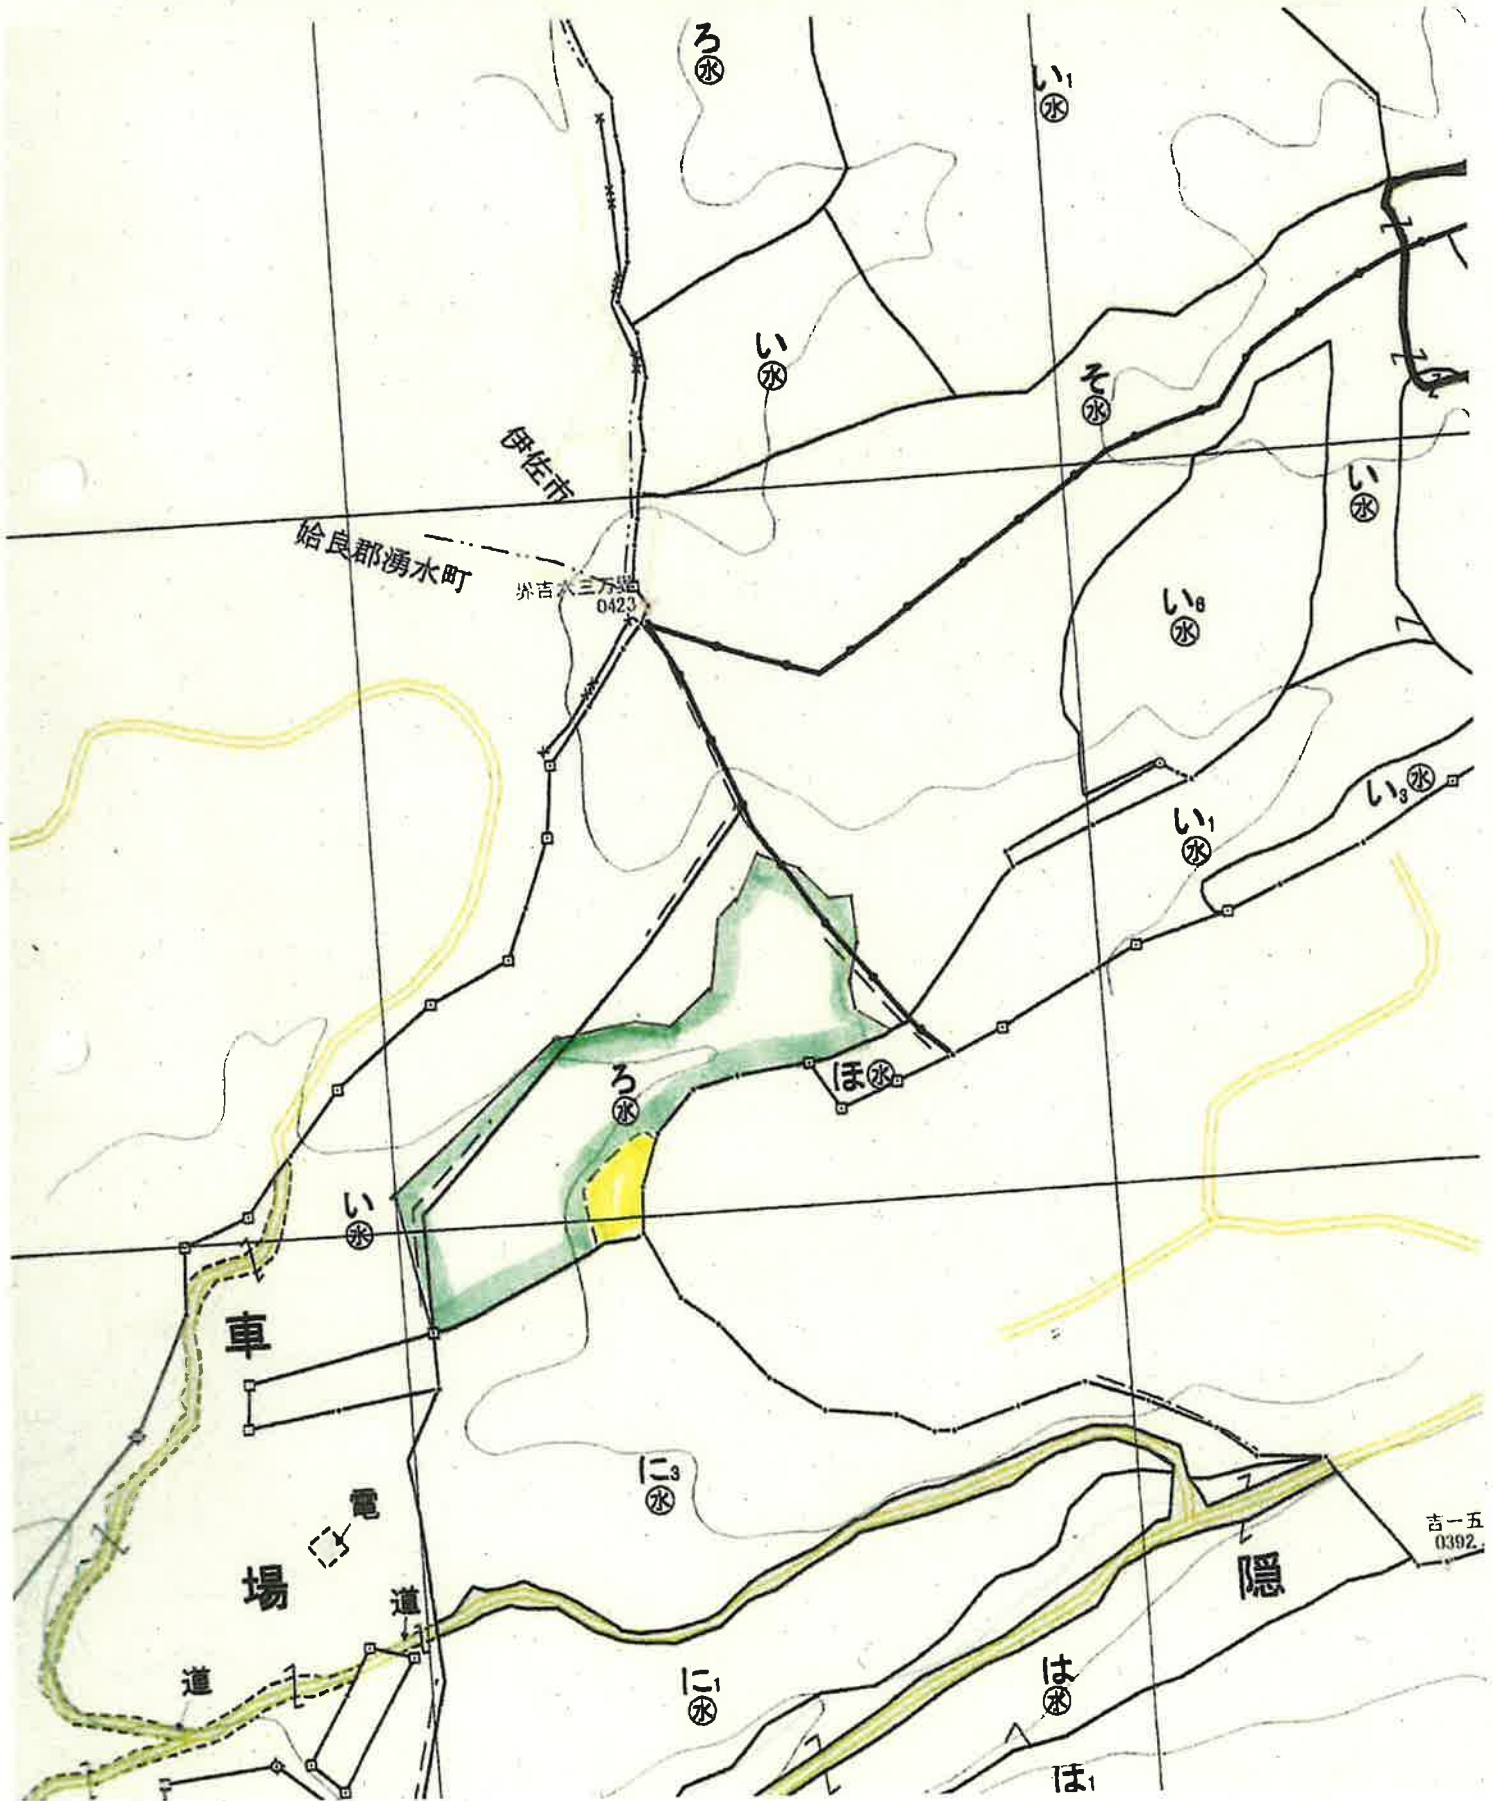 ろ
水
い1
水
い
水
そ
水
伊佐市
い
水
姶良郡湧水町
0423
い6
水
い3 水
い1
水
ろ
水
ほ 水
い
水
車
に3
水
電
吉一五
0392
場
隠
道
道
に1
水
は
水
ほ1